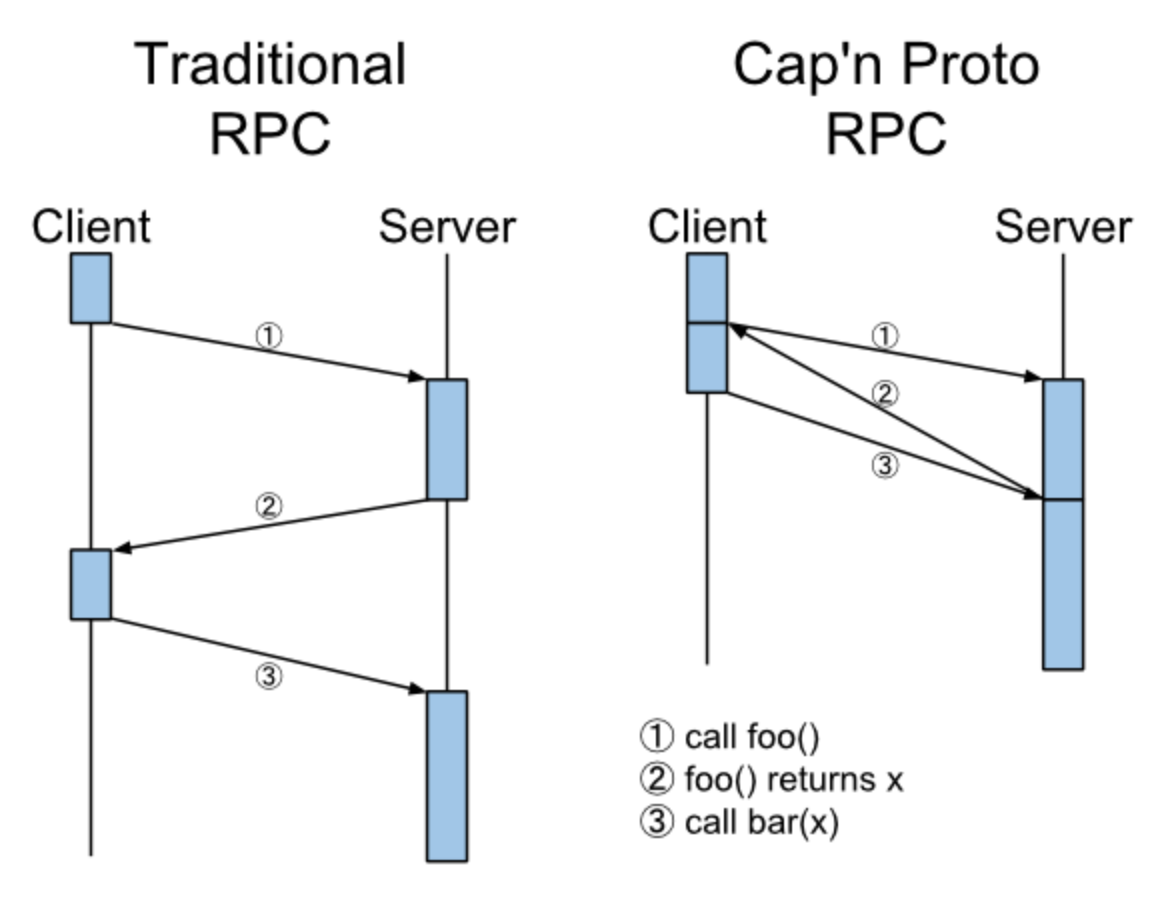 Traditional
RPC
Client
Server
①
②
③
Cap'n Proto
RPC
Client
Server
①
②
③
① call foo()
② foo() returns x
③ call bar(x)